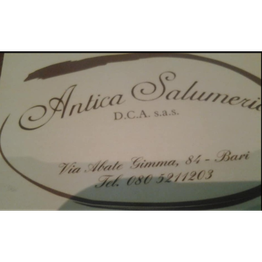 Antica Salumeria
D.C.A. s.a.s.
Via Abate Gimma, 84 - Bari
Tel. 080 5211203